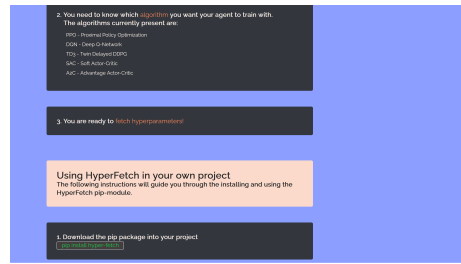 2. You need to know which algorithm you want your agent to train with.
The algorithms currently present are:
PPO - Proximal Policy Optimization
DQN - Deep Q-Network
TD3 - Twin Delayed DDPG
SAC - Soft Actor-Critic
A2C - Advantage Actor-Critic
3. You are ready to fetch hyperparameters!
Using HyperFetch in your own project
The following instructions will guide you through the installing and using the
HyperFetch pip-module.
1. Download the pip package into your project
pip install hyper-fetch